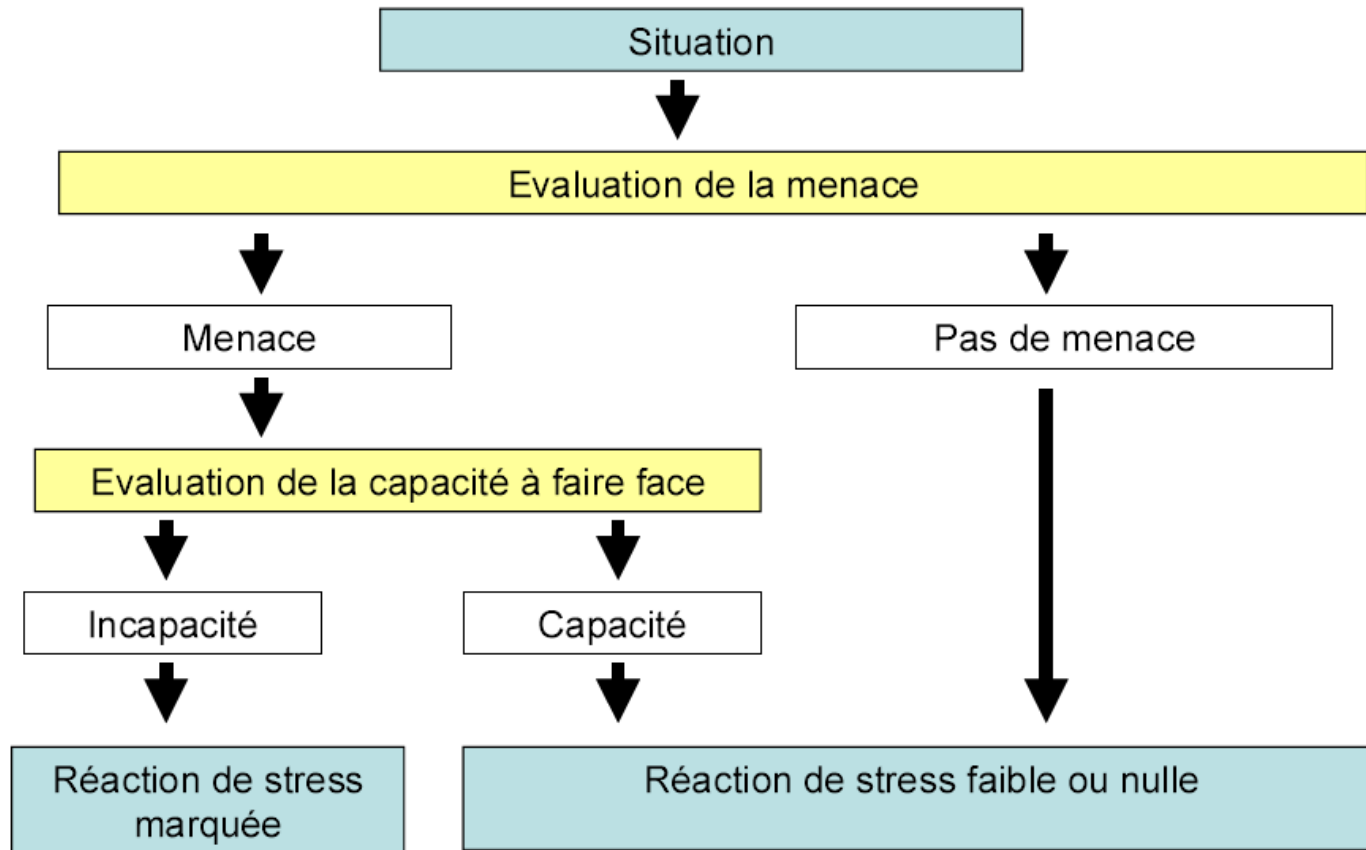 Situation
Evaluation de la menace
Menace
Pas de menace
Evaluation de la capacité à faire face
Incapacité
Capacité
Réaction de stress
marquée
Réaction de stress faible ou nulle